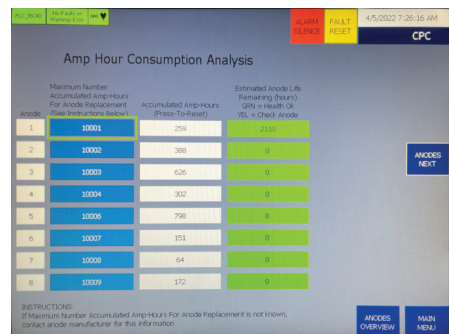 PLC_96040
No Faults or Warnings Exist
ALARM SILENCE
FAULT RESET
4/5/2022 7:26:16 AM
CPC
Amp Hour Consumption Analysis
Anode
Maximum Number
Accumulated Amp-Hours
For Anode Replacement
(See Instructions Below)
Accumulated Amp-Hours
(Press-To-Reset)
Estimated Anode Life
Remaining (hours)
GRN = Health Ok
YEL = Check Anode
1 10001 259 2110
2 10002 388 0
3 10003 626 0
4 10004 302 0
5 10006 798 0
6 10007 151 0
7 10008 64 0
8 10009 172 0
ANODES
NEXT
INSTRUCTIONS:
If Maximum Number Accumulated Amp-Hours For Anode Replacement is not known,
contact anode manufacturer for this information
ANODES
OVERVIEW
MAIN
MENU